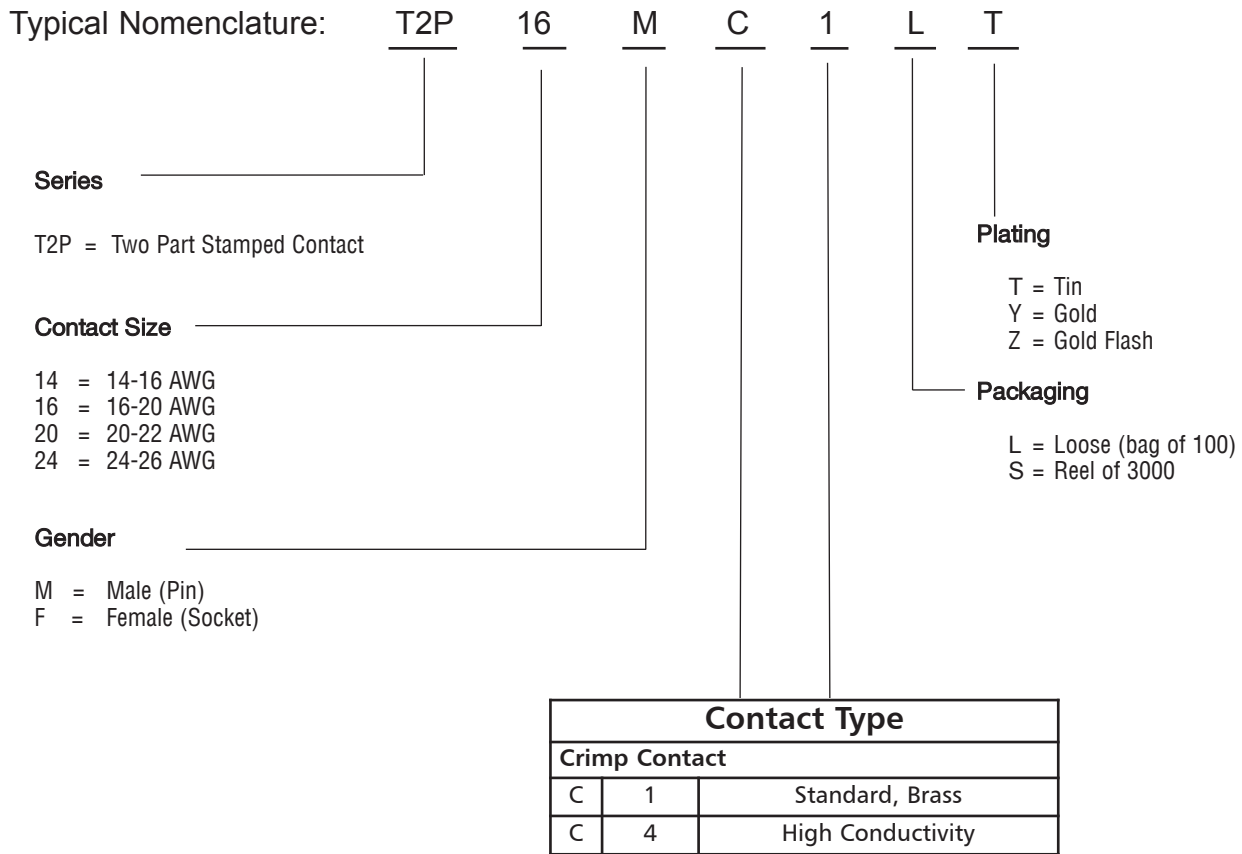 Typical Nomenclature: T2P 16 M C 1 L T
Series
T2P = Two Part Stamped Contact
Contact Size
14 = 14-16 AWG
16 = 16-20 AWG
20 = 20-22 AWG
24 = 24-26 AWG
Gender
M = Male (Pin)
F = Female (Socket)
Plating
T = Tin
Y = Gold
Z = Gold Flash
Packaging
L = Loose (bag of 100)
S = Reel of 3000
Contact Type
Crimp Contact
C 1 Standard, Brass
C 4 High Conductivity